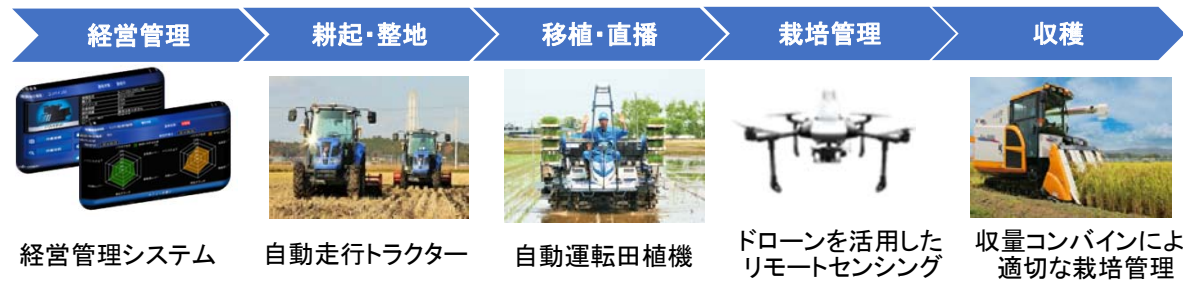 経営管理
耕起・整地
移植・直播
栽培管理
収穫
経営管理システム
自動走行トラクター
自動運転田植機
ドローンを活用した
リモートセンシング
収量コンバインによ
適切な栽培管理